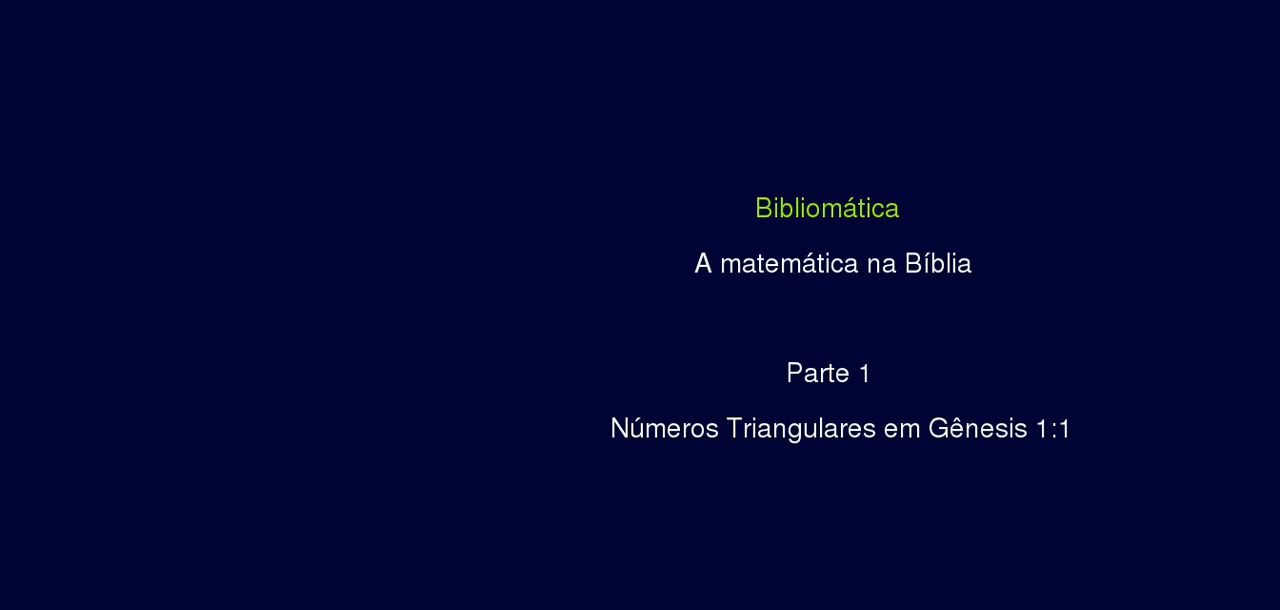 Bibliomática
A matemática na Bíblia
Parte 1
Números Triangulares em Gênesis 1:1